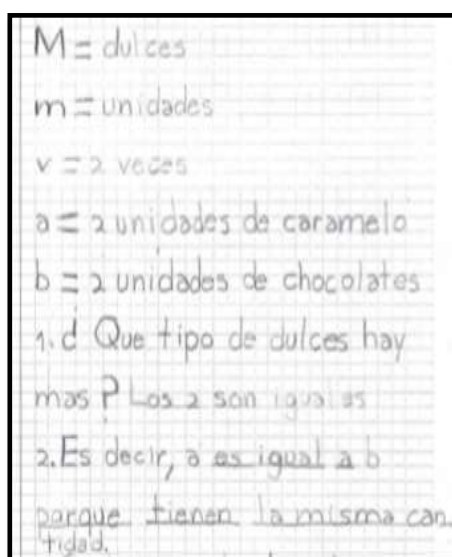 M = dulces
m = unidades
v = 2 veces
a = 2 unidades de caramelo
b = 2 unidades de chocolates
1. ¿ Que tipo de dulces hay
mas ? Los 2 son iguales
2. Es decir, a es igual a b
porque tienen la misma can
tidad.